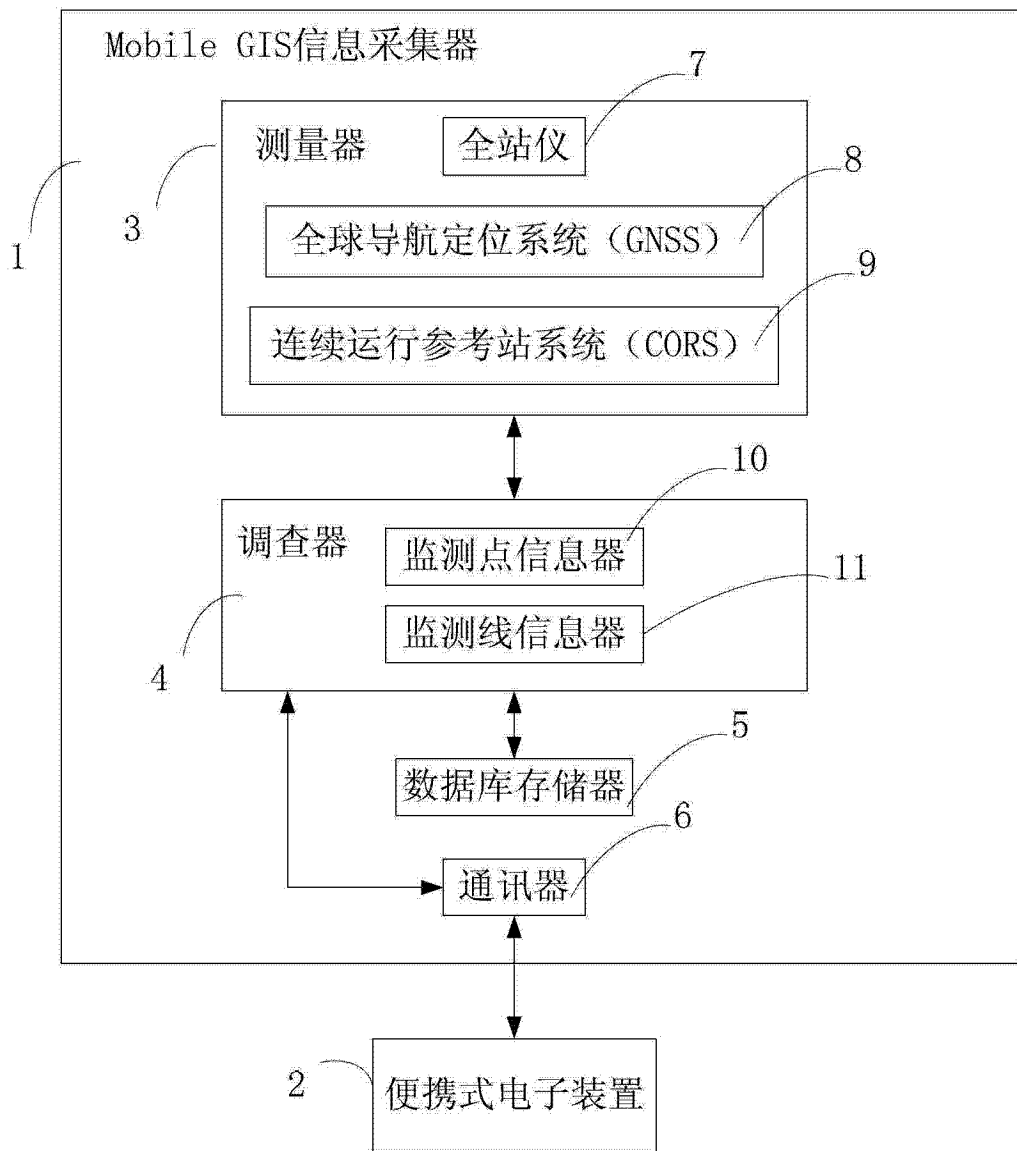 Mobile GIS信息采集器
7
测量器
全站仪
8
3
全球导航定位系统（GNSS）
1
9
连续运行参考站系统（CORS）
10
调查器
监测点信息器
11
监测线信息器
4
5
数据库存储器
6
通讯器
2
便携式电子装置